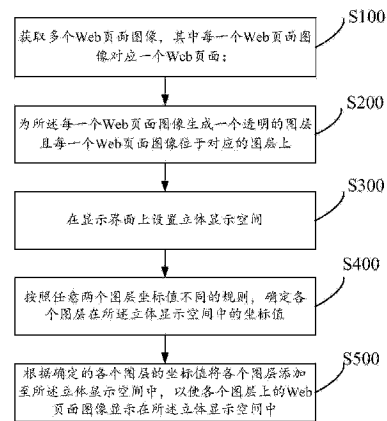 S100
获取多个Web页面图像，其中每一个Web页面图
像对应一个Web页面；
S200
为所述每一个Web页面图像生成一个透明的图层
且每一个Web页面图像位于对应的图层上
S300
在显示界面上设置立体显示空间
S400
按照任意两个图层坐标值不同的规则，确定各
个图层在所述立体显示空间中的坐标值
S500
根据确定的各个图层的坐标值将各个图层添加
至所述立体显示空间中，以使各个图层上的Web
页面图像显示在所述立体显示空间中